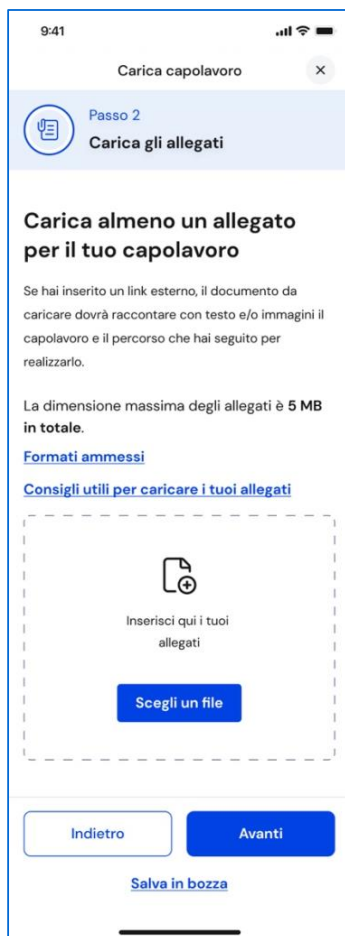 9:41
Carica capolavoro
Passo 2
Carica gli allegati
Carica almeno un allegato
per il tuo capolavoro
Se hai inserito un link esterno, il documento da
caricare dovrà raccontare con testo e/o immagini il
capolavoro e il percorso che hai seguito per
realizzarlo.
La dimensione massima degli allegati è 5 MB
in totale.
Formati ammessi
Consigli utili per caricare i tuoi allegati
Inserisci qui i tuoi
allegati
Scegli un file
Indietro
Avanti
Salva in bozza